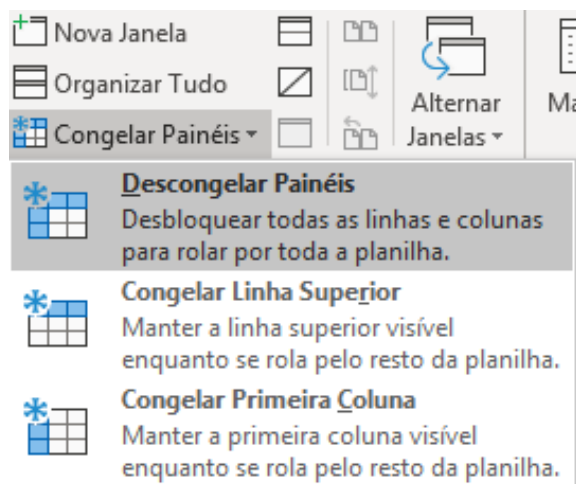 Nova Janela
Organizar Tudo
Congelar Painéis
Alternar
Janelas
Ma
Descongelar Painéis
Desbloquear todas as linhas e colunas
para rolar por toda a planilha.
Congelar Linha Superior
Manter a linha superior visível
enquanto se rola pelo resto da planilha.
Congelar Primeira Coluna
Manter a primeira coluna visível
enquanto se rola pelo resto da planilha.